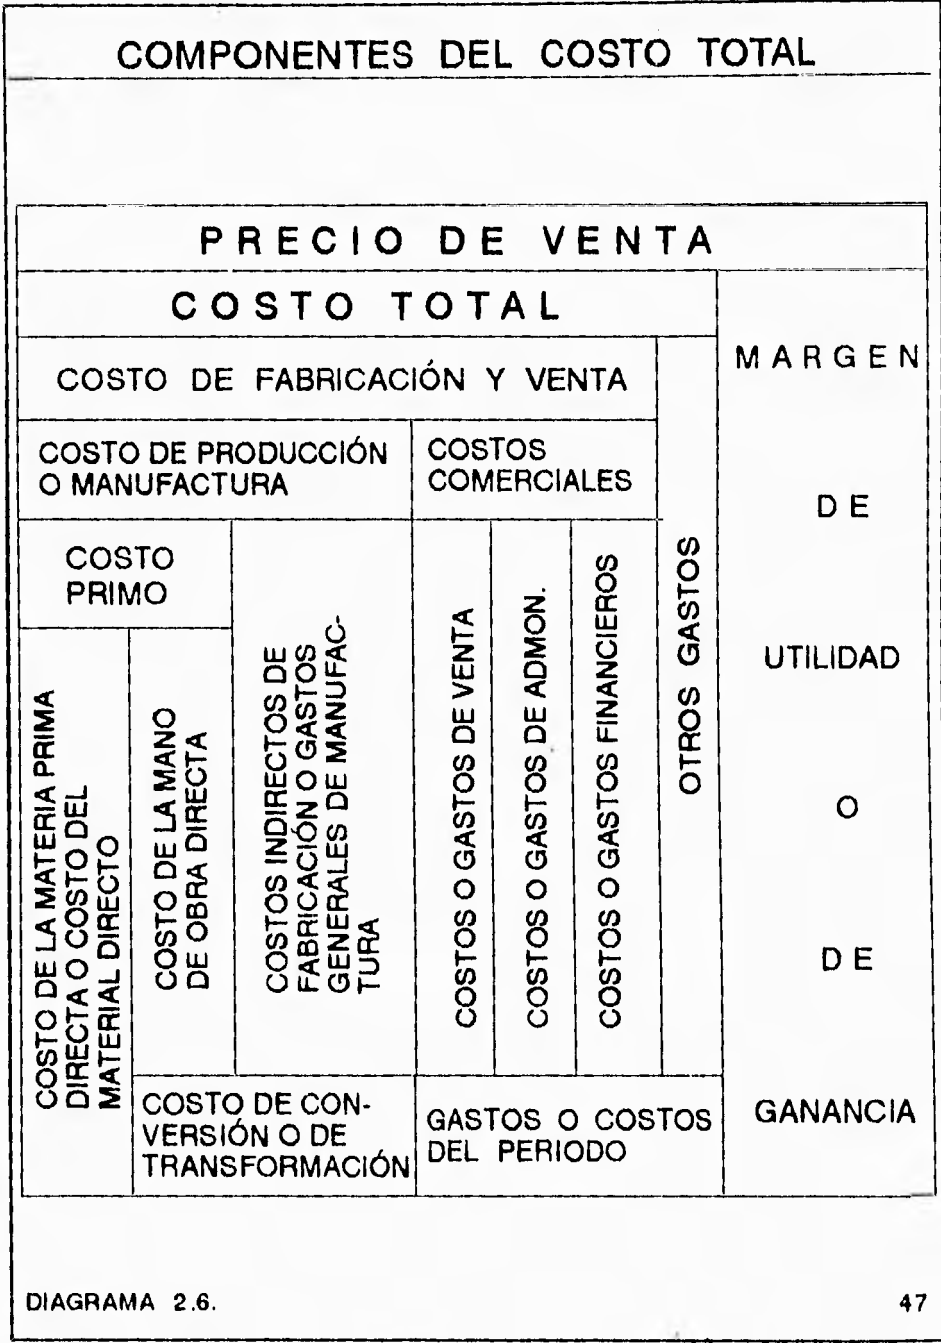 COMPONENTES DEL COSTO TOTAL
PRECIO DE VENTA
COSTO TOTAL
COSTO DE FABRICACIÓN Y VENTA
COSTO DE PRODUCCIÓN
O MANUFACTURA
COSTOS
COMERCIALES
COSTO
PRIMO
COSTO DE LA MATERIA PRIMA
DIRECTA O COSTO DEL
MATERIAL DIRECTO
COSTO DE LA MANO
DE OBRA DIRECTA
COSTOS INDIRECTOS DE
FABRICACIÓN O GASTOS
GENERALES DE MANUFAC-
TURA
COSTOS O GASTOS DE VENTA
COSTOS O GASTOS DE ADMON.
COSTOS O GASTOS FINANCIEROS
OTROS GASTOS
MARGEN
DE
UTILIDAD
O
DE
GANANCIA
COSTO DE CON-
VERSIÓN O DE
TRANSFORMACIÓN
GASTOS O COSTOS
DEL PERIODO
DIAGRAMA 2.6.
47